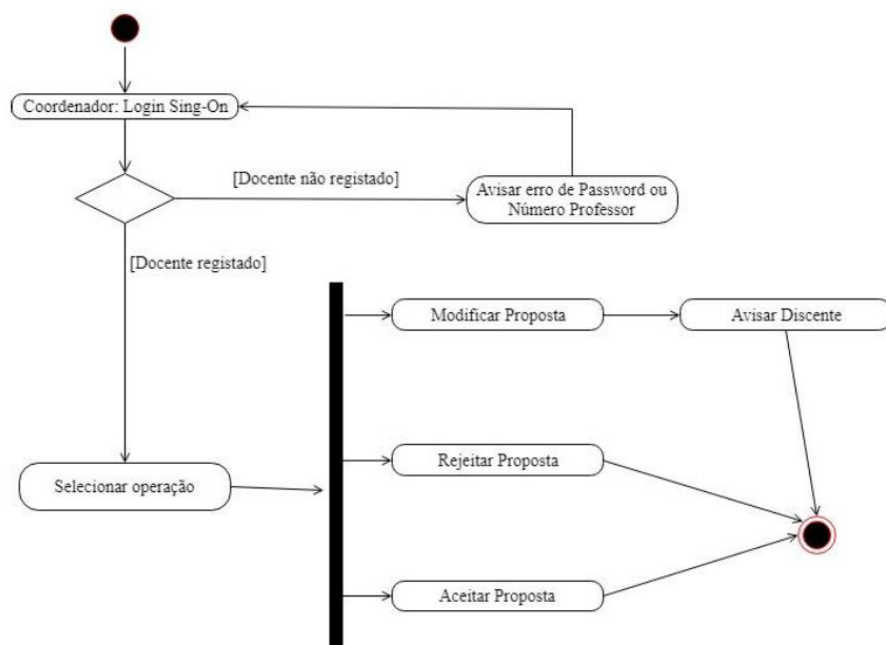 Coordenador: Login Sing-On
[Docente não registado]
Avisar erro de Password ou
Número Professor
[Docente registado]
Modificar Proposta
Avisar Discente
Rejeitar Proposta
Selecionar operação
Aceitar Proposta